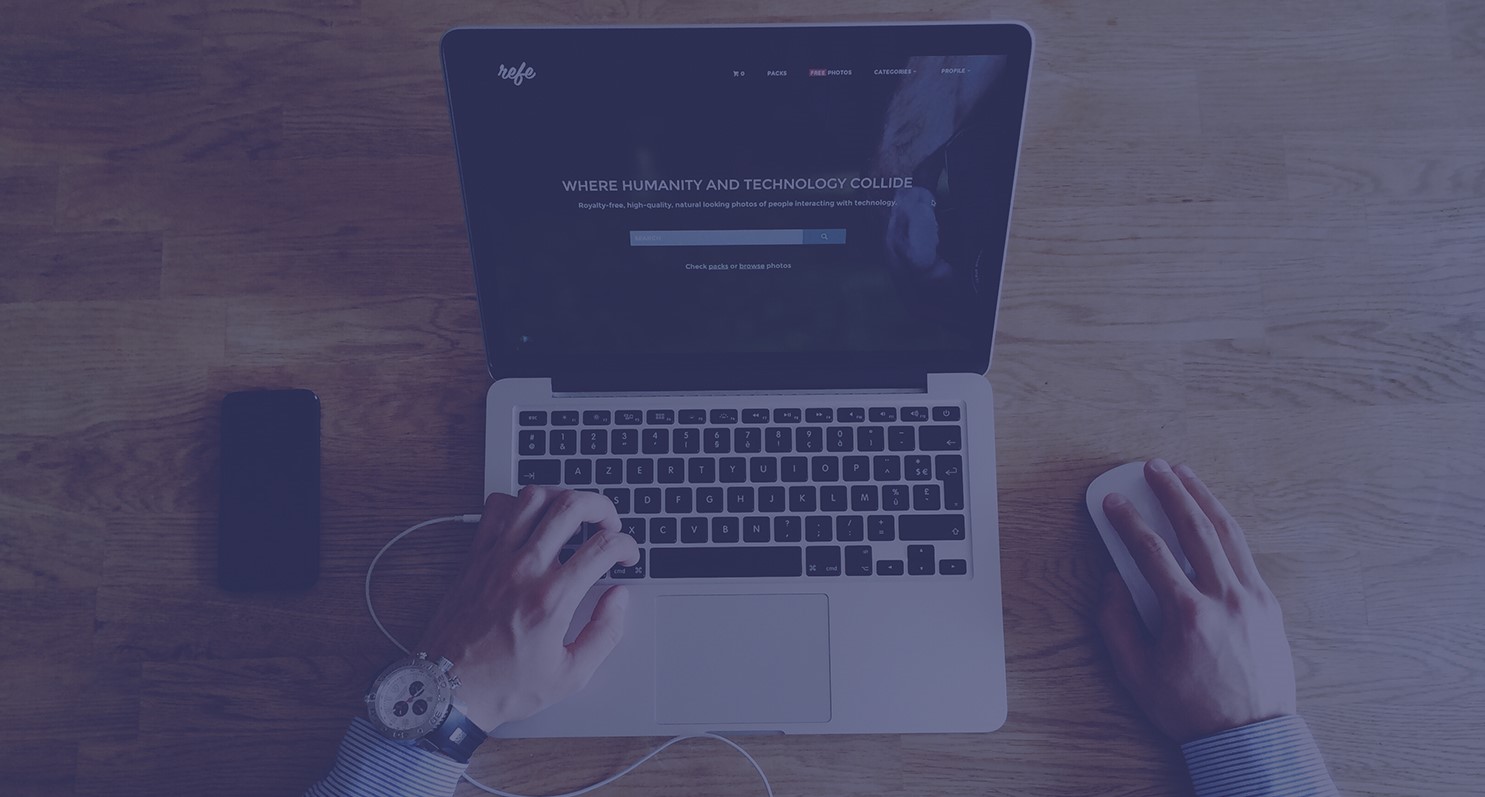 refe
0 PACKS FREE PHOTOS CATEGORIES PROFILE
WHERE HUMANITY AND TECHNOLOGY COLLIDE
Royalty-free, high-quality, natural looking photos of people interacting with technology.
SEARCH
Check packs or browse photos
esc
# 1 2 3 4 5 6 7 8 9 0 ° _
@ & é " ' ( § è ! ç à ) -
A Z E R T Y U I O P ^ $ €
S D F G H J K L M % ù £
X C V B N ? , . ; / : + =
cmd ⌘ ⌘ cmd